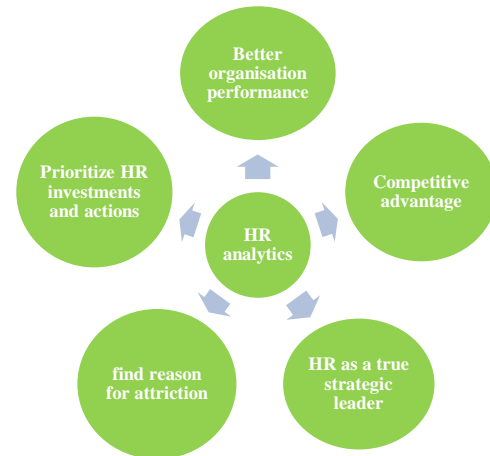 Better
organisation
performance
Prioritize HR
investments
and actions
Competitive
advantage
HR
analytics
find reason
for attriction
HR as a true
strategic
leader